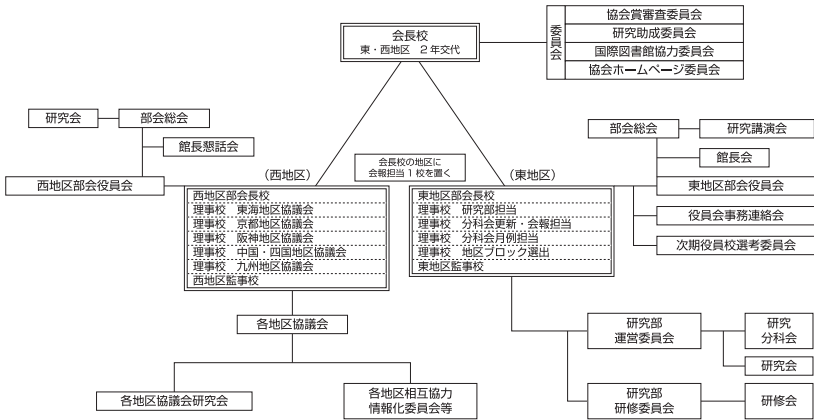 会長校
東・西地区　2年交代
委員会
協会賞審査委員会
研究助成委員会
国際図書館協力委員会
協会ホームページ委員会
研究会
部会総会
館長懇話会
西地区部会役員会
（西地区）
会長校の地区に
会報担当1校を置く
（東地区）
部会総会
研究講演会
館長会
東地区部会役員会
役員会事務連絡会
次期役員校選考委員会
西地区部会長校
理事校　東海地区協議会
理事校　京都地区協議会
理事校　阪神地区協議会
理事校　中国・四国地区協議会
理事校　九州地区協議会
西地区監事校
東地区部会長校
理事校　研究部担当
理事校　分科会更新・会報担当
理事校　分科会月例担当
理事校　地区ブロック選出
東地区監事校
各地区協議会
各地区協議会研究会
各地区相互協力
情報化委員会等
研究部
運営委員会
研究
分科会
研究会
研究部
研修委員会
研修会